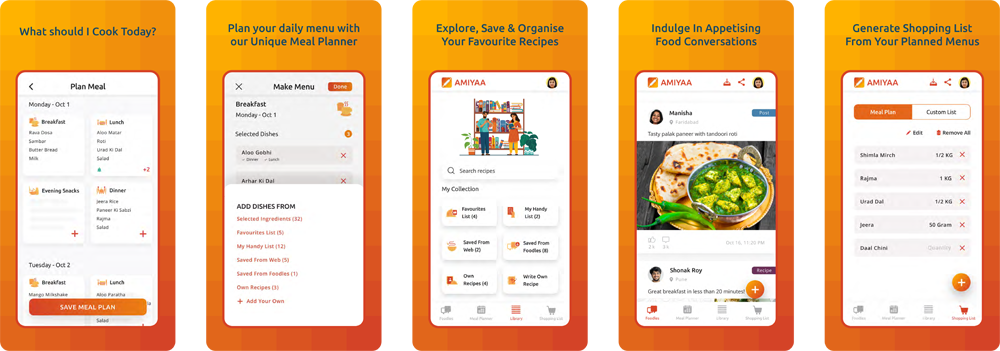 What should I Cook Today?
Plan Meal
Monday - Oct 1
Breakfast
Rava Dosa
Sambar
Butter Bread
Milk
Lunch
Aloo Matar
Roti
Urad Ki Dal
Salad
+2
Evening Snacks
Dinner
Jeera Rice
Paneer Ki Sabzi
Rajma
Salad
Tuesday - Oct 2
Breakfast
Mango Milkshake
Lunch
Aloo Paratha
SAVE MEAL PLAN
Salad
Plan your daily menu with
our Unique Meal Planner
Make Menu
Done
Breakfast
Monday - Oct 1
Selected Dishes
3
Aloo Gobhi
Dinner Lunch
Arhar Ki Dal
ADD DISHES FROM
Selected Ingredients (32)
Favourites List (5)
My Handy List (12)
Saved From Web (5)
Saved From Foodies (1)
Own Recipes (3)
+ Add Your Own
Explore, Save & Organise
Your Favourite Recipes
AMIYAA
Search recipes
My Collection
Favourites
List (4)
My Handy
List (2)
Saved From
Web (2)
Saved From
Foodies (8)
Own
Recipes (4)
Write Own
Recipe
Foodies
Meal Planner
Library
Shopping List
Indulge In Appetising
Food Conversations
AMIYAA
Manisha
Faridabad
Post
Tasty palak paneer with tandoori roti
Oct 10, 11:20 PM
Shonak Roy
Pune
Recipe
Great breakfast in less than 20 minutes!
Foodies
Meal Planner
Library
Shopping List
Generate Shopping List
From Your Planned Menus
AMIYAA
Meal Plan
Custom List
Edit
Remove All
Shimla Mirch
1/2 KG
Rajma
1 KG
Urad Dal
1/2 KG
Jeera
50 Gram
Daal Chini
Quantity
Foodies
Meal Planner
Library
Shopping List